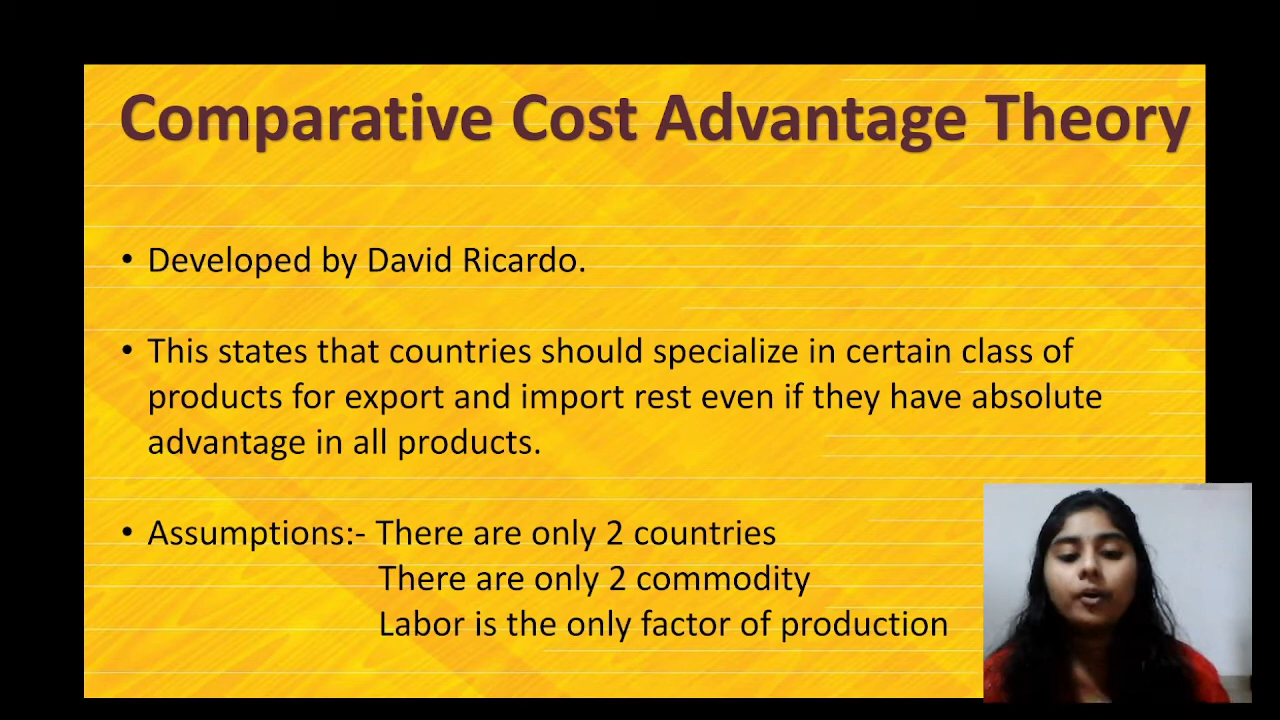 Comparative Cost Advantage Theory
• Developed by David Ricardo.
• This states that countries should specialize in certain class of
products for export and import rest even if they have absolute
advantage in all products.
• Assumptions:- There are only 2 countries
There are only 2 commodity
Labor is the only factor of production